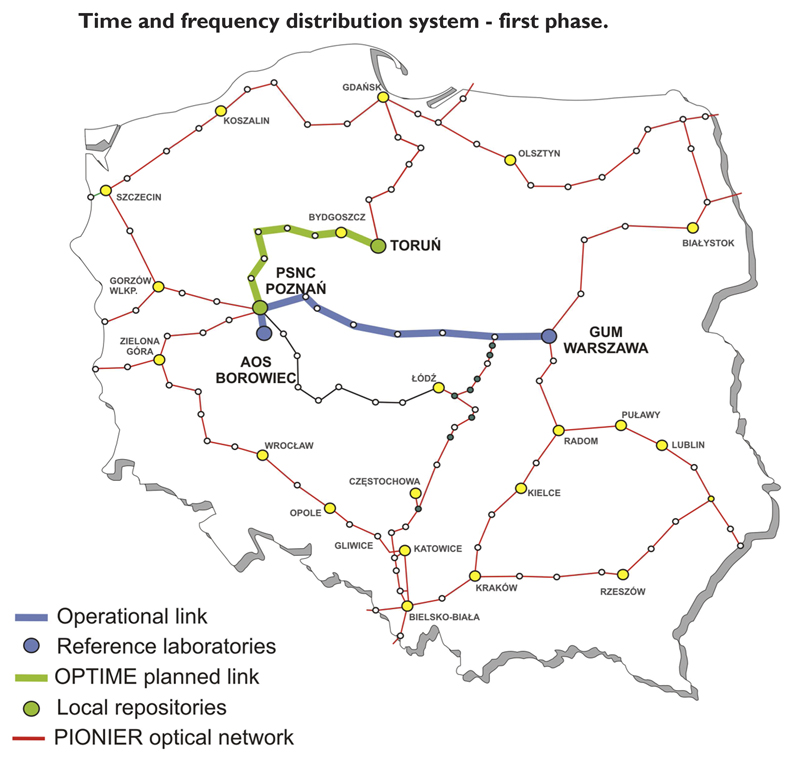 Time and frequency distribution system - first phase.
GDAŃSK
KOSZALIN
OLSZTYN
SZCZECIN
BYDGOSZCZ
TORUŃ
BIAŁYSTOK
PSNC
POZNAŃ
GORZÓW
WLKP.
GUM
WARSZAWA
ZIELONA
GÓRA
AOS
BOROWIEC
ŁÓDŹ
PUŁAWY
RADOM
LUBLIN
WROCŁAW
CZĘSTOCHOWA
KIELCE
OPOLE
GLIWICE
KATOWICE
KRAKÓW
RZESZÓW
BIELSKO-BIAŁA
Operational link
Reference laboratories
OPTIME planned link
Local repositories
PIONIER optical network